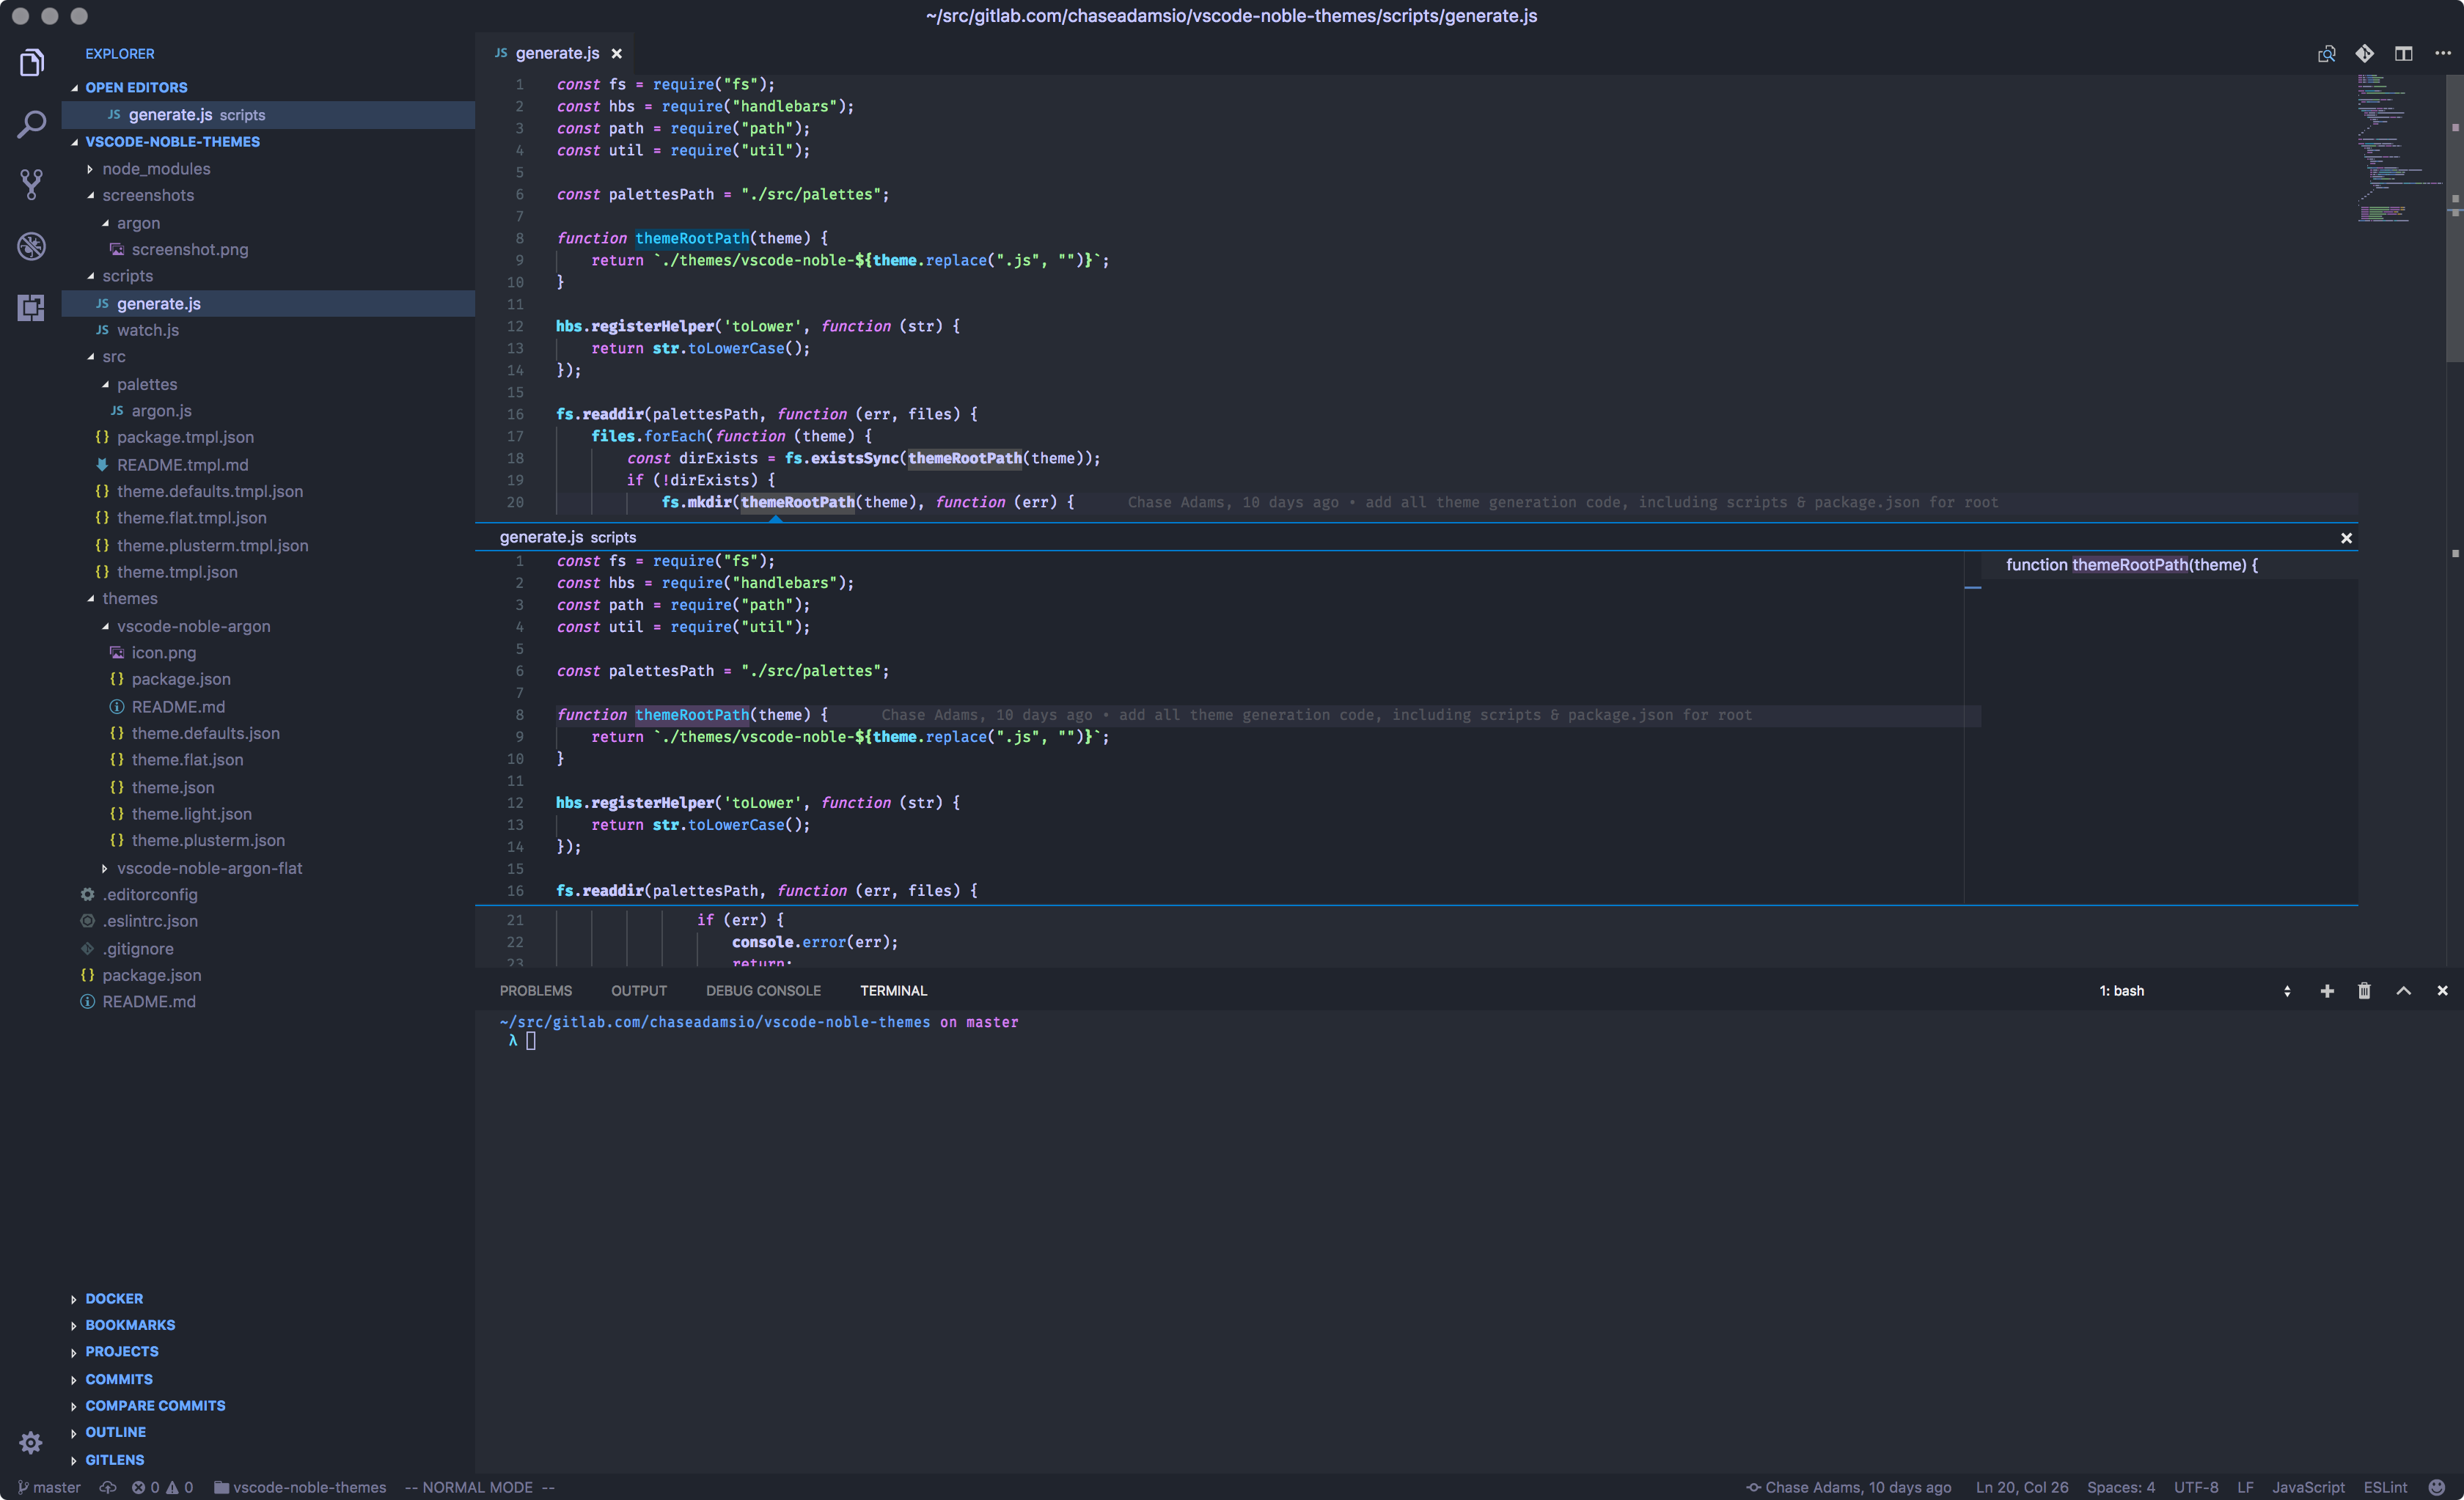 ~/src/gitlab.com/chaseadamsio/vscode-noble-themes/scripts/generate.js
EXPLORER
OPEN EDITORS
JS generate.js scripts
VSCODE-NOBLE-THEMES
node_modules
screenshots
argon
screenshot.png
scripts
JS generate.js
JS watch.js
src
palettes
JS argon.js
{} package.tmpl.json
README.tmpl.md
{} theme.defaults.tmpl.json
{} theme.flat.tmpl.json
{} theme.plusterm.tmpl.json
{} theme.tmpl.json
themes
vscode-noble-argon
icon.png
{} package.json
README.md
{} theme.defaults.json
{} theme.flat.json
{} theme.json
{} theme.light.json
{} theme.plusterm.json
vscode-noble-argon-flat
.editorconfig
.eslintrc.json
.gitignore
{} package.json
README.md
DOCKER
BOOKMARKS
PROJECTS
COMMITS
COMPARE COMMITS
OUTLINE
GITLENS
JS generate.js ×
1 const fs = require("fs");
2 const hbs = require("handlebars");
3 const path = require("path");
4 const util = require("util");
5
6 const palettesPath = "./src/palettes";
7
8 function themeRootPath(theme) {
9 return `./themes/vscode-noble-${theme.replace(".js", "")}`;
10 }
11
12 hbs.registerHelper('toLower', function (str) {
13 return str.toLowerCase();
14 });
15
16 fs.readdir(palettesPath, function (err, files) {
17 files.forEach(function (theme) {
18 const dirExists = fs.existsSync(themeRootPath(theme));
19 if (!dirExists) {
20 fs.mkdir(themeRootPath(theme), function (err) { Chase Adams, 10 days ago • add all theme generation code, including scripts & package.json for root
generate.js scripts
1 const fs = require("fs");
2 const hbs = require("handlebars");
3 const path = require("path");
4 const util = require("util");
5
6 const palettesPath = "./src/palettes";
7
8 function themeRootPath(theme) { Chase Adams, 10 days ago • add all theme generation code, including scripts & package.json for root
9 return `./themes/vscode-noble-${theme.replace(".js", "")}`;
10 }
11
12 hbs.registerHelper('toLower', function (str) {
13 return str.toLowerCase();
14 });
15
16 fs.readdir(palettesPath, function (err, files) {
function themeRootPath(theme) {
21 if (err) {
22 console.error(err);
23 return;
PROBLEMS OUTPUT DEBUG CONSOLE TERMINAL 1: bash
~/src/gitlab.com/chaseadamsio/vscode-noble-themes on master
λ
master 0 0 vscode-noble-themes -- NORMAL MODE -- Chase Adams, 10 days ago Ln 20, Col 26 Spaces: 4 UTF-8 LF JavaScript ESLint